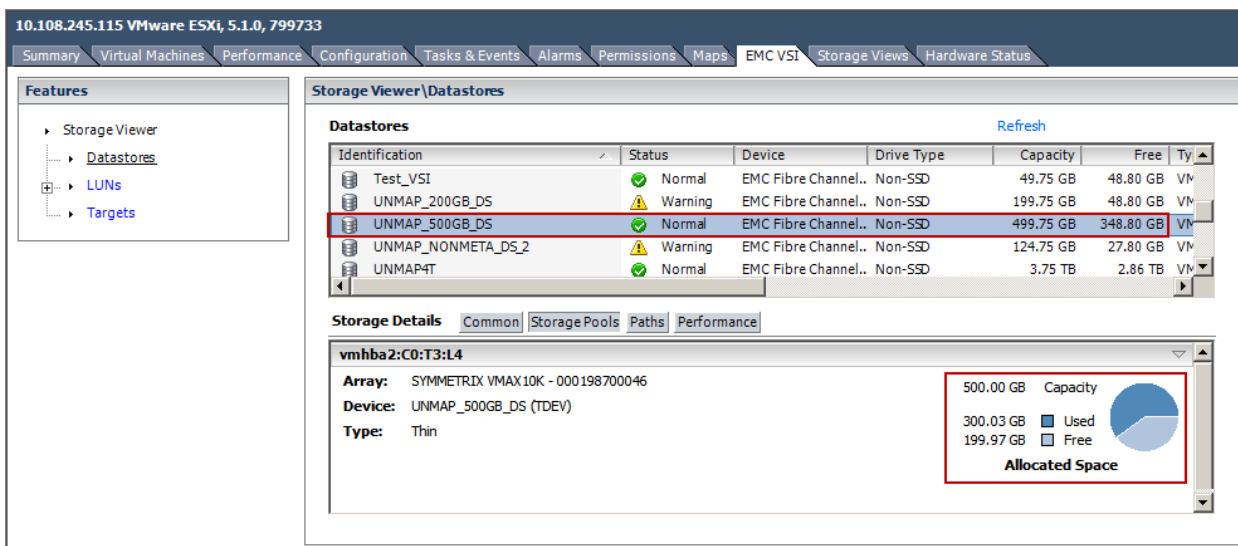 10.108.245.115 VMware ESXi, 5.1.0, 799733
Summary Virtual Machines Performance Configuration Tasks & Events Alarms Permissions Maps EMC VSI Storage Views Hardware Status
Features
Storage Viewer
Datastores
LUNs
Targets
Storage Viewer\Datastores
Datastores Refresh
Identification Status Device Drive Type Capacity Free Ty
Test_VSI Normal EMC Fibre Channel.. Non-SSD 49.75 GB 48.80 GB VM
UNMAP_200GB_DS Warning EMC Fibre Channel.. Non-SSD 199.75 GB 48.80 GB VM
UNMAP_500GB_DS Normal EMC Fibre Channel.. Non-SSD 499.75 GB 348.80 GB VM
UNMAP_NONMETA_DS_2 Warning EMC Fibre Channel.. Non-SSD 124.75 GB 27.80 GB VM
UNMAP4T Normal EMC Fibre Channel.. Non-SSD 3.75 TB 2.86 TB VM
Storage Details Common Storage Pools Paths Performance
vmhba2:C0:T3:L4
Array: SYMMETRIX VMAX10K - 000198700046
Device: UNMAP_500GB_DS (TDEV)
Type: Thin
500.00 GB Capacity
300.03 GB Used
199.97 GB Free
Allocated Space